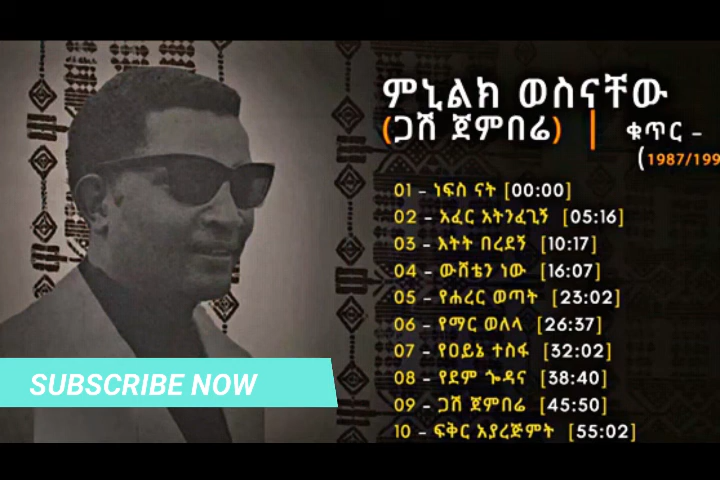 ምኒልክ ወስናቸው
(ጋሽ ጀምበሬ) | ቁጥር -
(1987/199
01 - ነፍስ ናት [00:00]
02 - አፈር አትንፈጊኝ [05:16]
03 - እትት በረደኝ [10:17]
04 - ውሸቴን ነው [16:07]
05 - የሐረር ወጣት [23:02]
06 - የማር ወለላ [26:37]
07 - የዐይኔ ተስፋ [32:02]
08 - የደም ጐዳና [38:40]
09 - ጋሽ ጀምበሬ [45:50]
10 - ፍቅር አያረጅምት [55:02]
SUBSCRIBE NOW